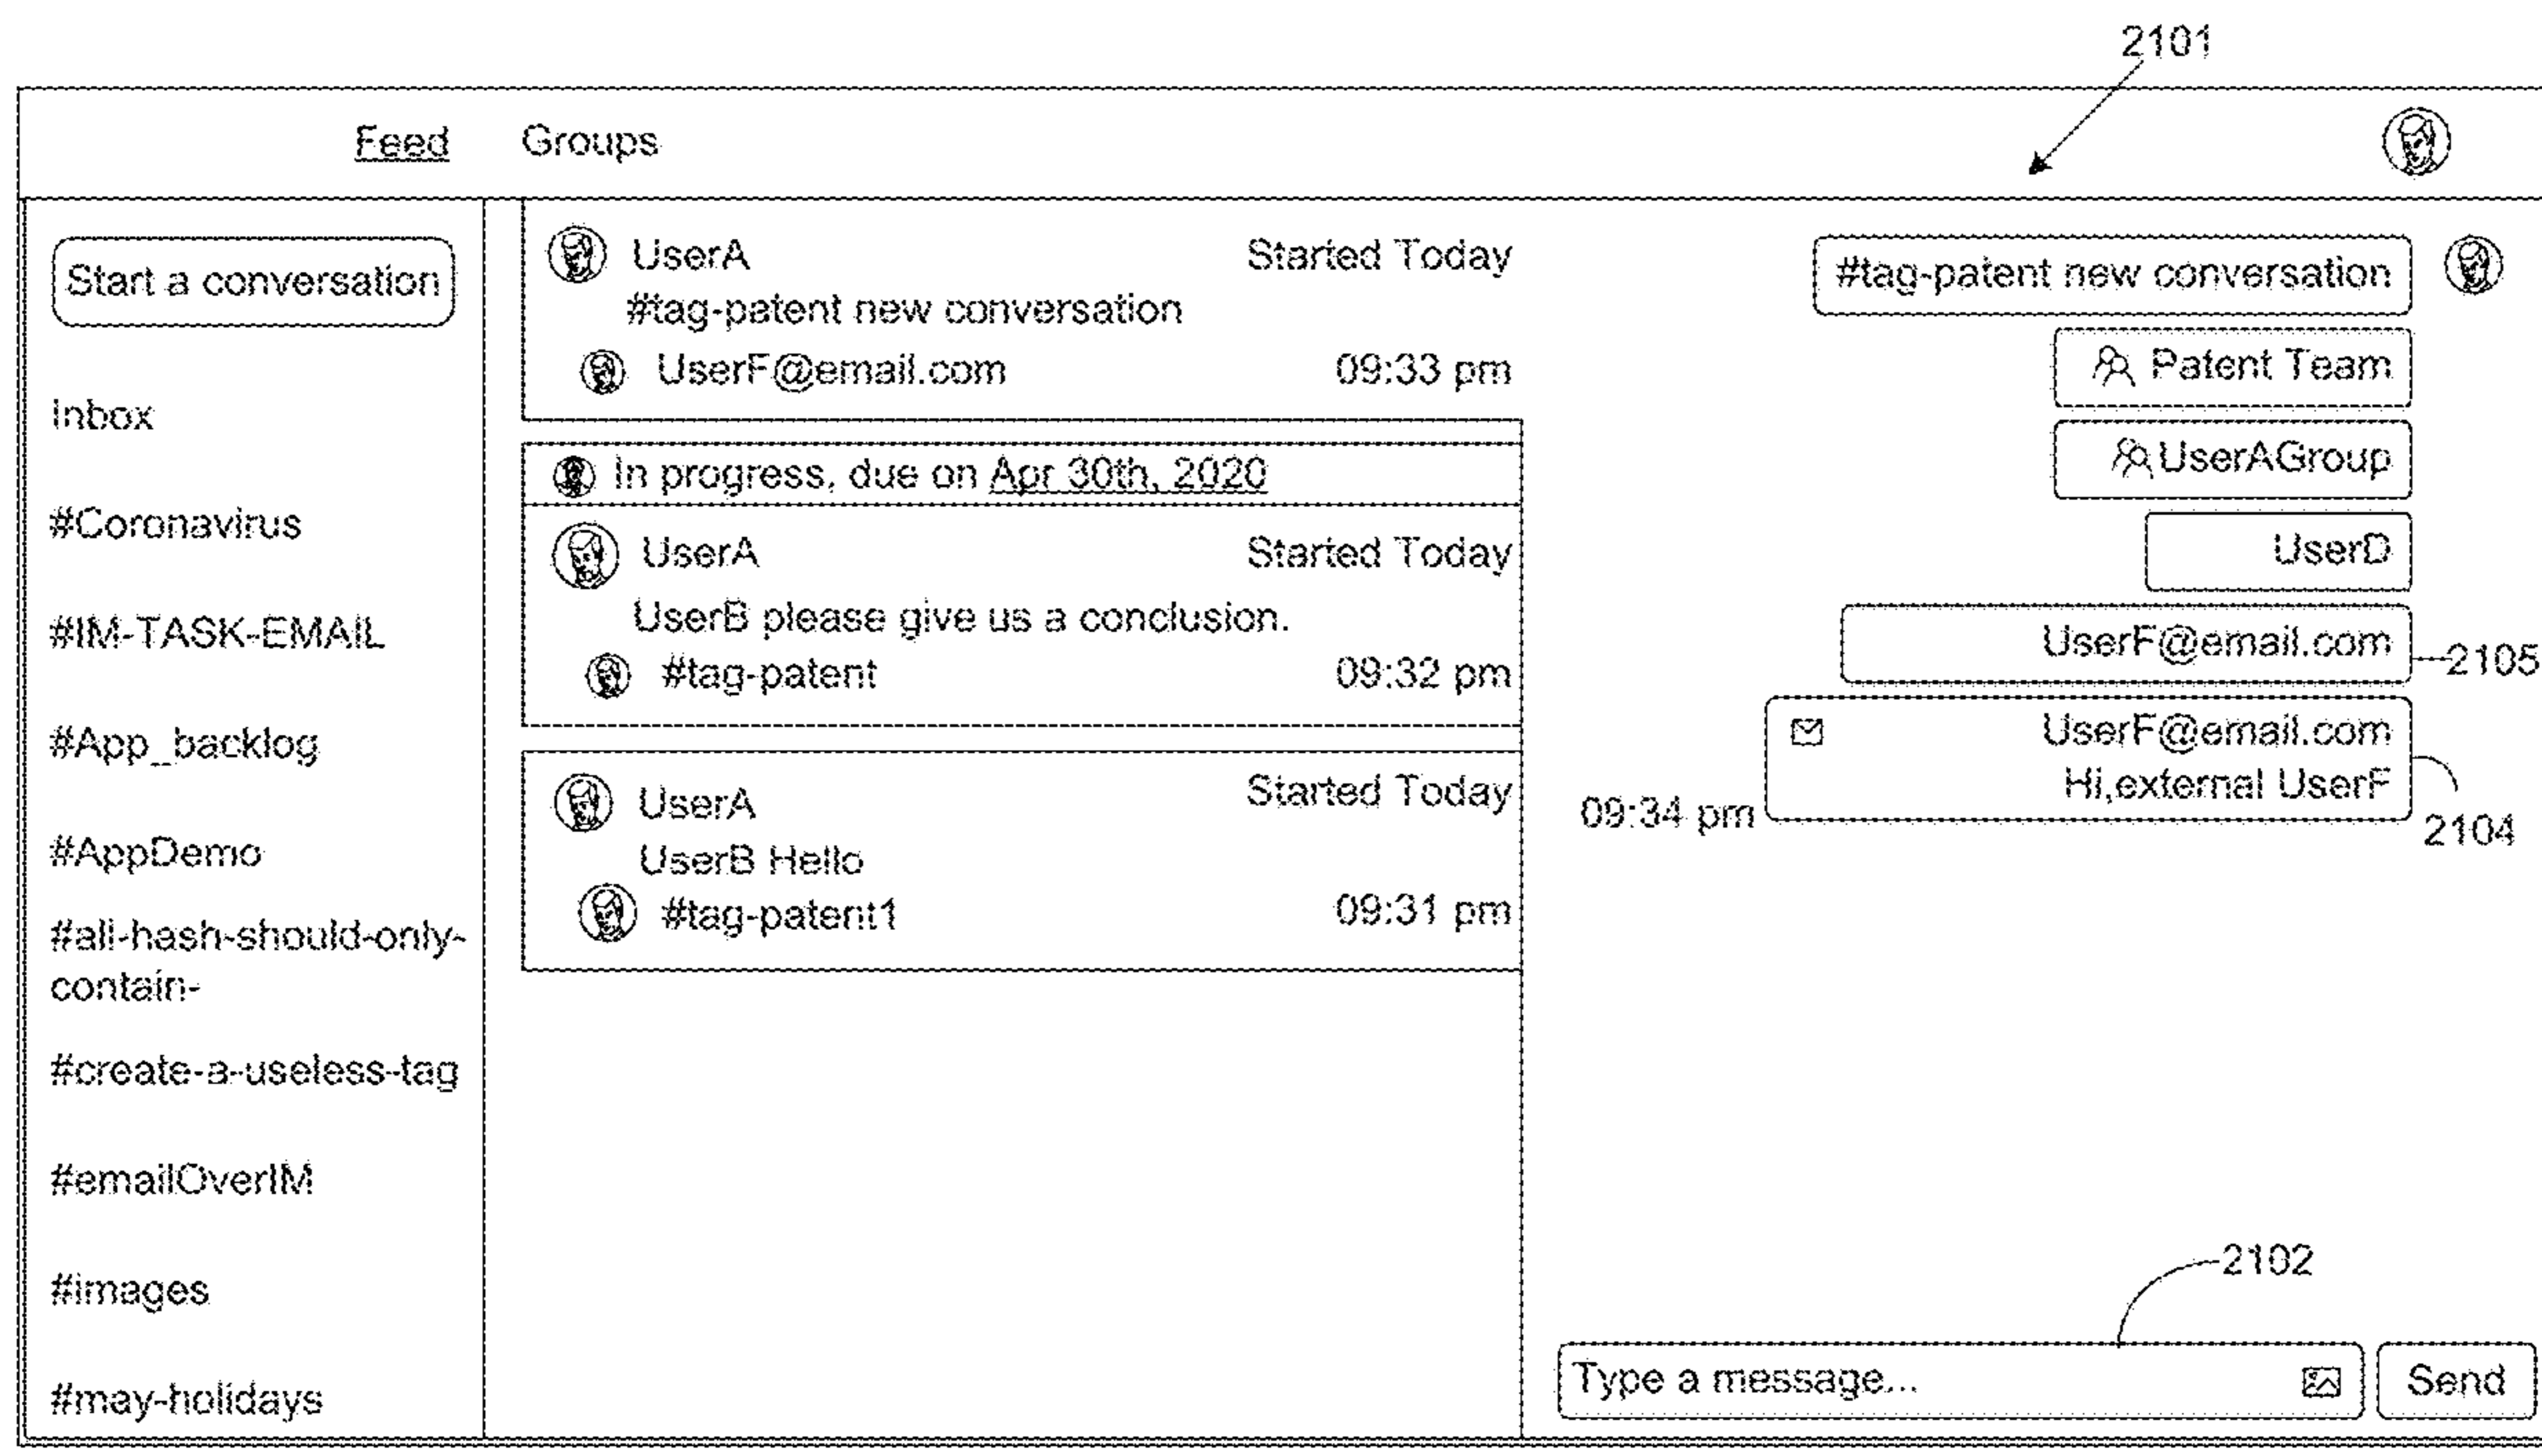 2101
Feed
Groups
Start a conversation
Inbox
#Coronavirus
#IM-TASK-EMAIL
#App_backlog
#AppDemo
#all-hash-should-only-
contain-
#create-a-useless-tag
#emailOverIM
#images
#may-holidays
UserA
Started Today
#tag-patent new conversation
UserF@email.com
09:33 pm
In progress, due on Apr 30th, 2020
UserA
Started Today
UserB please give us a conclusion.
#tag-patent
09:32 pm
UserA
Started Today
UserB Hello
#tag-patent1
09:31 pm
#tag-patent new conversation
Patent Team
UserAGroup
UserD
UserF@email.com
2105
UserF@email.com
Hi,external UserF
09:34 pm
2104
2102
Type a message...
Send